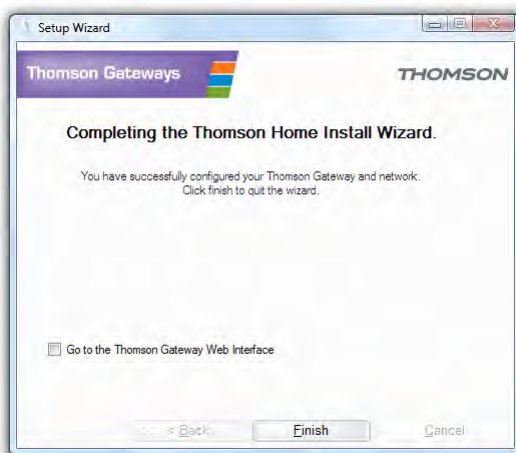 Setup Wizard
Thomson Gateways
THOMSON
Completing the Thomson Home Install Wizard.
You have successfully configured your Thomson Gateway and network.
Click finish to quit the wizard.
Go to the Thomson Gateway Web Interface
< Back
Finish
Cancel